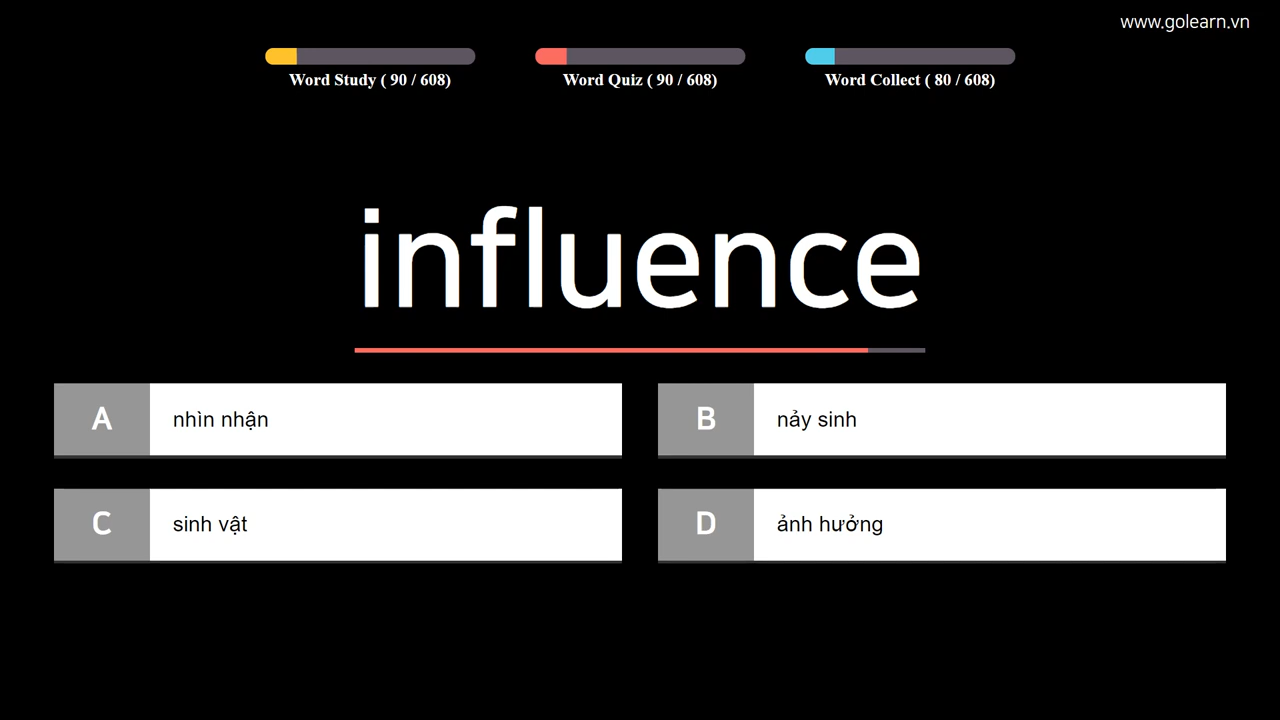 www.golearn.vn
Word Study ( 90 / 608)
Word Quiz ( 90 / 608)
Word Collect ( 80 / 608)
influence
A nhìn nhận
B nảy sinh
C sinh vật
D ảnh hưởng